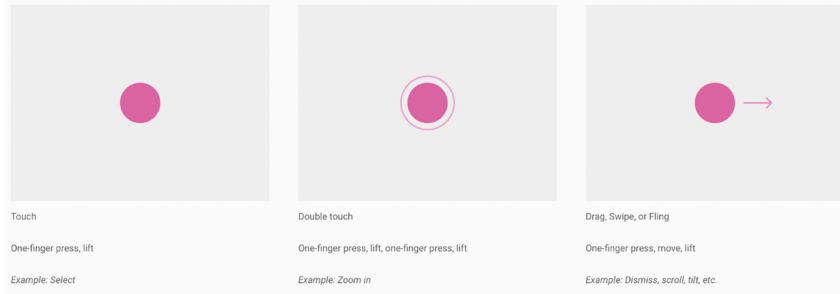 Touch
One-finger press, lift
Example: Select
Double touch
One-finger press, lift, one-finger press, lift
Example: Zoom in
Drag, Swipe, or Fling
One-finger press, move, lift
Example: Dismiss, scroll, tilt, etc.